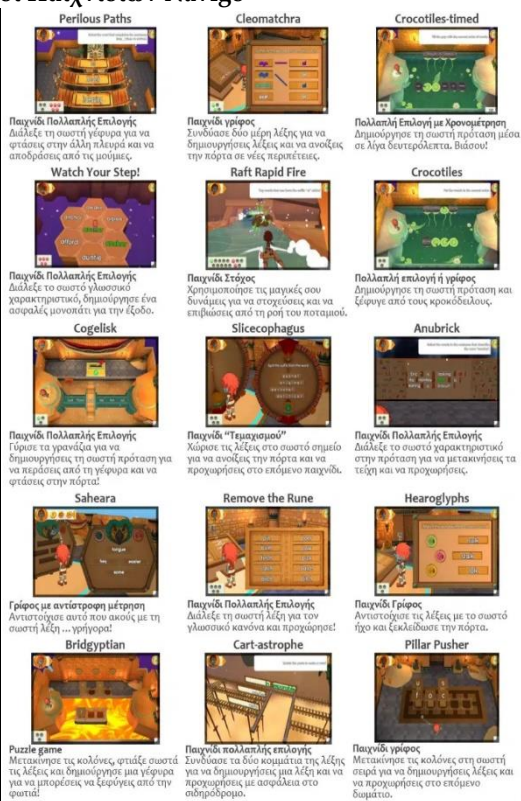 Perilous Paths
Παιχνίδι Πολλαπλής Επιλογής
Διάλεξε τη σωστή γέφυρα για να
φτάσεις στην άλλη πλευρά και να
αποδράσεις από τις μούμιες.
Cleomatchra
Παιχνίδι γρίφος
Συνδύασε δύο μέρη λέξης για να
δημιουργήσεις λέξεις και να ανοίξεις
την πόρτα σε νέες περιπέτειες.
Crocotiles-timed
Πολλαπλή Επιλογή με Χρονομέτρηση
Δημιούργησε τη σωστή πρόταση μέσα
σε λίγα δευτερόλεπτα. Βιάσου!
Watch Your Step!
Παιχνίδι Πολλαπλής Επιλογής
Διάλεξε το σωστό γλωσσικό
χαρακτηριστικό, δημιούργησε ένα
ασφαλές μονοπάτι για την έξοδο.
Raft Rapid Fire
Παιχνίδι Στόχος
Χρησιμοποίησε τις μαγικές σου
δυνάμεις για να στοχεύσεις και να
επιβιώσεις από τη ροή του ποταμιού.
Crocotiles
Πολλαπλή επιλογή ή γρίφος
Δημιούργησε τη σωστή πρόταση και
ξέφυγε από τους κροκόδειλους.
Cogelisk
Παιχνίδι Πολλαπλής Επιλογής
Γύρισε τα γρανάζια για να
δημιουργήσεις τη σωστή πρόταση για
να περάσεις από τη γέφυρα και να
φτάσεις στην πόρτα!
Slicecophagus
Παιχνίδι "Τεμαχισμού"
Χώρισε τις λέξεις στο σωστό σημείο
για να ανοίξεις την πόρτα και να
προχωρήσεις στο επόμενο παιχνίδι.
Anubrick
Παιχνίδι Πολλαπλής Επιλογής
Διάλεξε το σωστό χαρακτηριστικό
στην πρόταση για να μετακινήσεις τα
τείχη και να προχωρήσεις.
Saheara
Γρίφος με αντίστροφη μέτρηση
Αντιστοίχισε αυτό που ακούς με τη
σωστή λέξη ... γρήγορα!
Remove the Rune
Παιχνίδι Πολλαπλής Επιλογής
Διάλεξε τη σωστή λέξη για τον
γλωσσικό κανόνα και προχώρησε!
Hearoglyphs
Παιχνίδι Γρίφος
Αντιστοίχισε τις λέξεις με το σωστό
ήχο και ξεκλείδωσε την πόρτα.
Bridgyptian
Puzzle game
Μετακίνησε τις κολόνες, φτιάξε σωστά
τις λέξεις και δημιούργησε μια γέφυρα
για να μπορέσεις να ξεφύγεις από την
φωτιά!
Cart-astrophe
Παιχνίδι πολλαπλής επιλογής
Συνδύασε τα δύο κομμάτια της λέξης
για να δημιουργήσεις μια λέξη και να
προχωρήσεις με ασφάλεια στο
σιδηρόδρομο.
Pillar Pusher
Παιχνίδι γρίφος
Μετακίνησε τις κολόνες στη σωστή
σειρά για να δημιουργήσεις λέξεις και
να προχωρήσεις στο επόμενο
δωμάτιο.